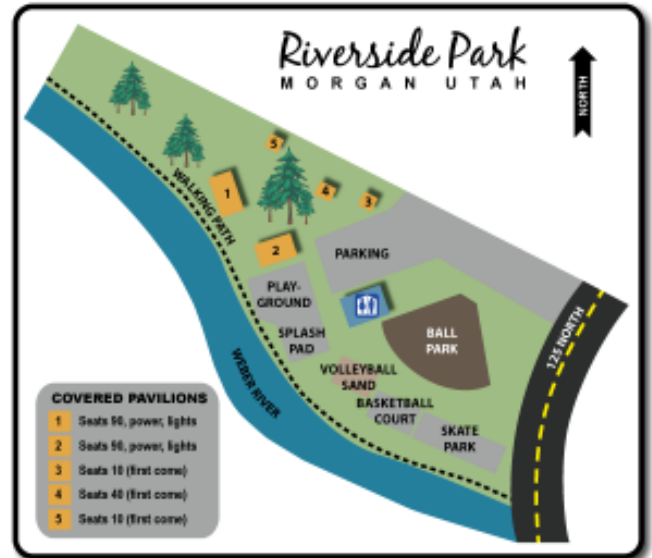 Riverside Park
MORGAN UTAH
NORTH
5
4
3
1
2
WALKING PATH
PARKING
PLAY-
GROUND
SPLASH
PAD
BALL
PARK
125 NORTH
VOLLEYBALL
SAND
BASKETBALL
COURT
SKATE
PARK
WEBER RIVER
COVERED PAVILIONS
1 Seats 90, power, lights
2 Seats 90, power, lights
3 Seats 10 (first come)
4 Seats 40 (first come)
5 Seats 10 (first come)